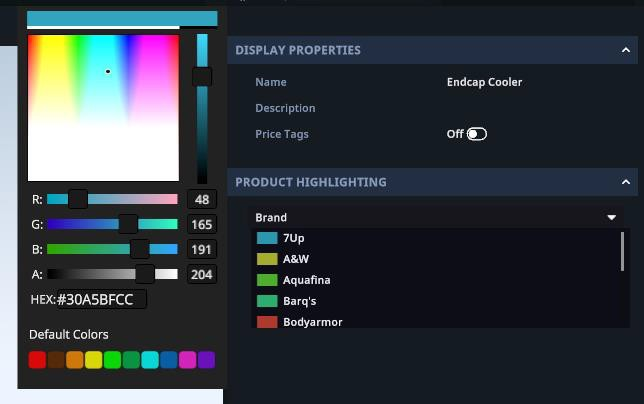 R: 48
G: 165
B: 191
A: 204
HEX: #30A5BFCC
Default Colors
DISPLAY PROPERTIES
Name Endcap Cooler
Description
Price Tags Off
PRODUCT HIGHLIGHTING
Brand
7Up
A&W
Aquafina
Barq's
Bodyarmor